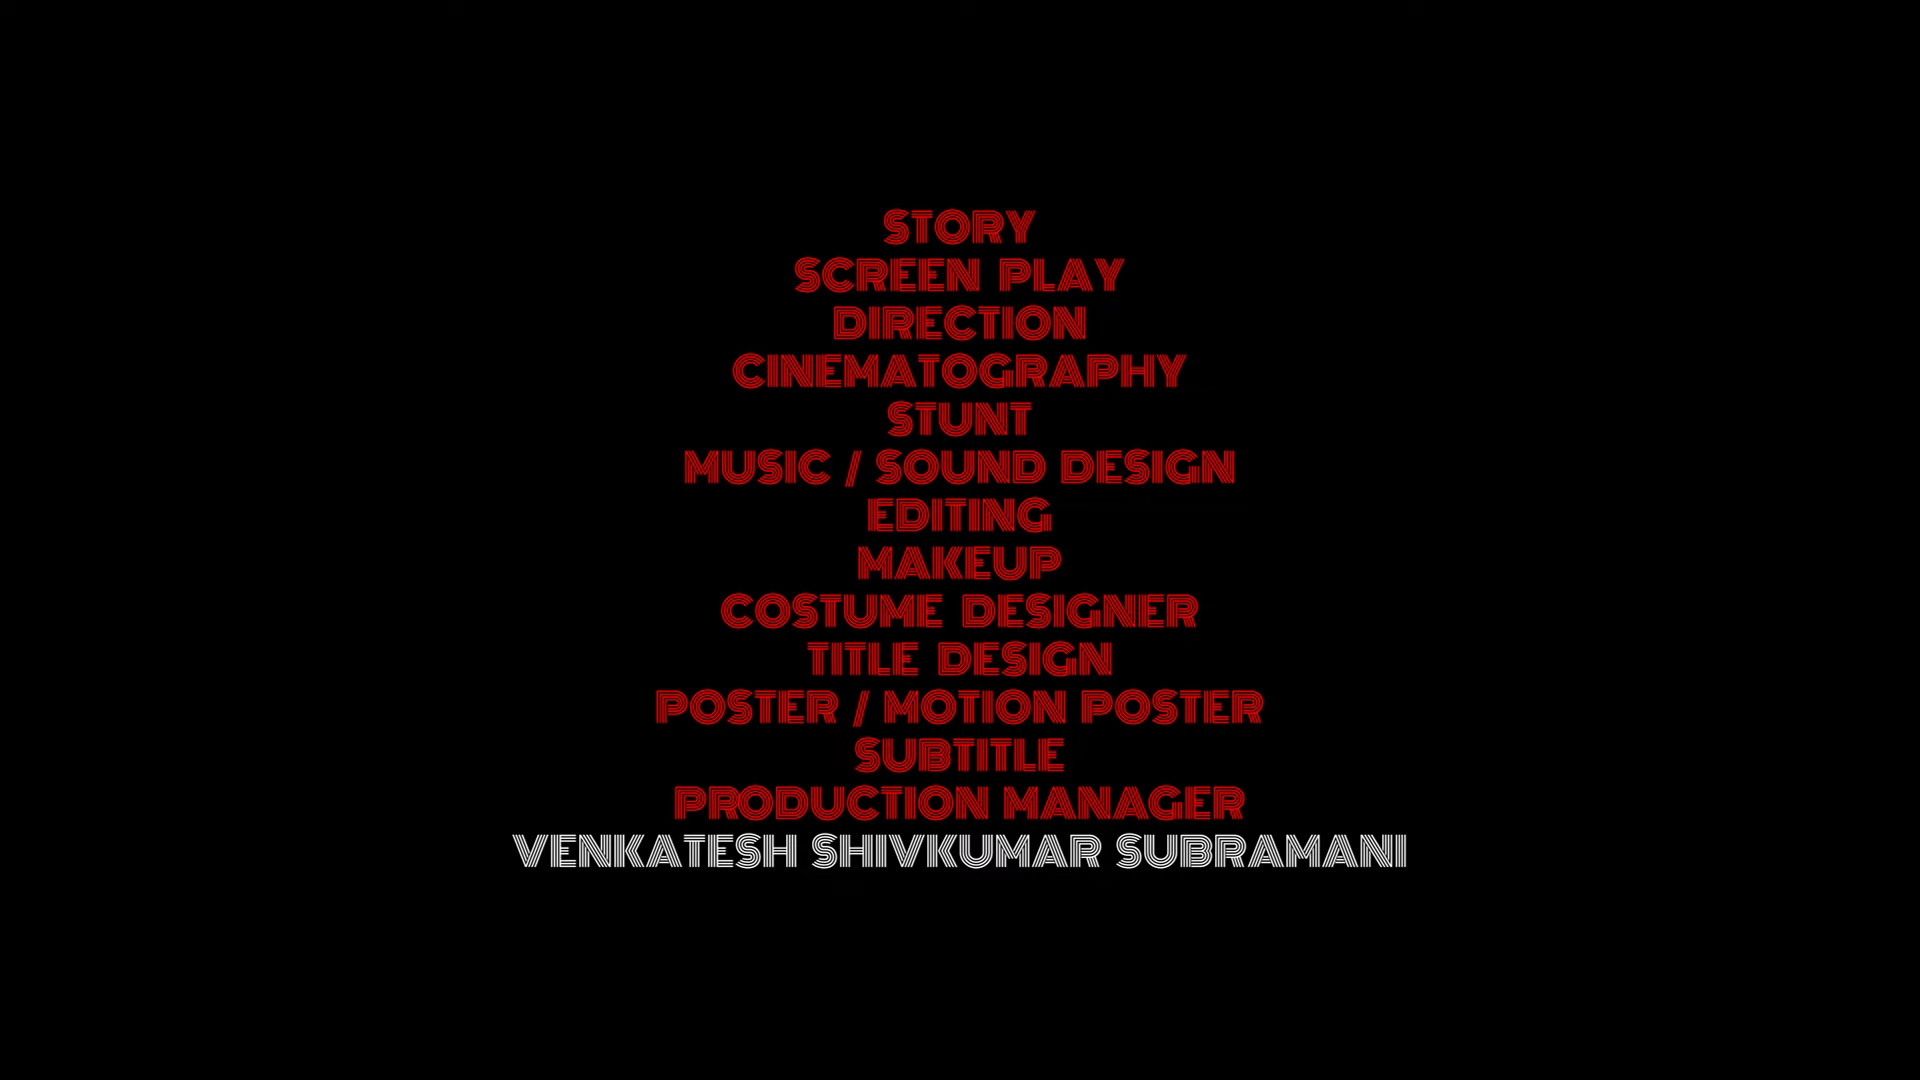 STORY
SCREEN PLAY
DIRECTION
CINEMATOGRAPHY
STUNT
MUSIC / SOUND DESIGN
EDITING
MAKEUP
COSTUME DESIGNER
TITLE DESIGN
POSTER / MOTION POSTER
SUBTITLE
PRODUCTION MANAGER
VENKATESH SHIVKUMAR SUBRAMANI